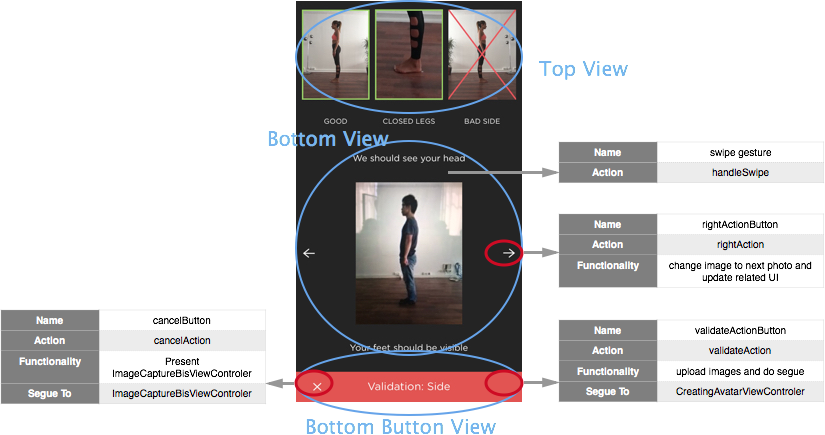 Top View
GOOD
CLOSED LEGS
BAD SIDE
Bottom View
We should see your head
Name swipe gesture
Action handleSwipe
Name rightActionButton
Action rightAction
Functionality change image to next photo and
update related UI
Name cancelButton
Action cancelAction
Functionality Present
ImageCaptureBisViewControler
Segue To ImageCaptureBisViewControler
Your feet should be visible
Name validateActionButton
Action validateAction
Functionality upload images and do segue
Segue To CreatingAvatarViewControler
Validation: Side
Bottom Button View